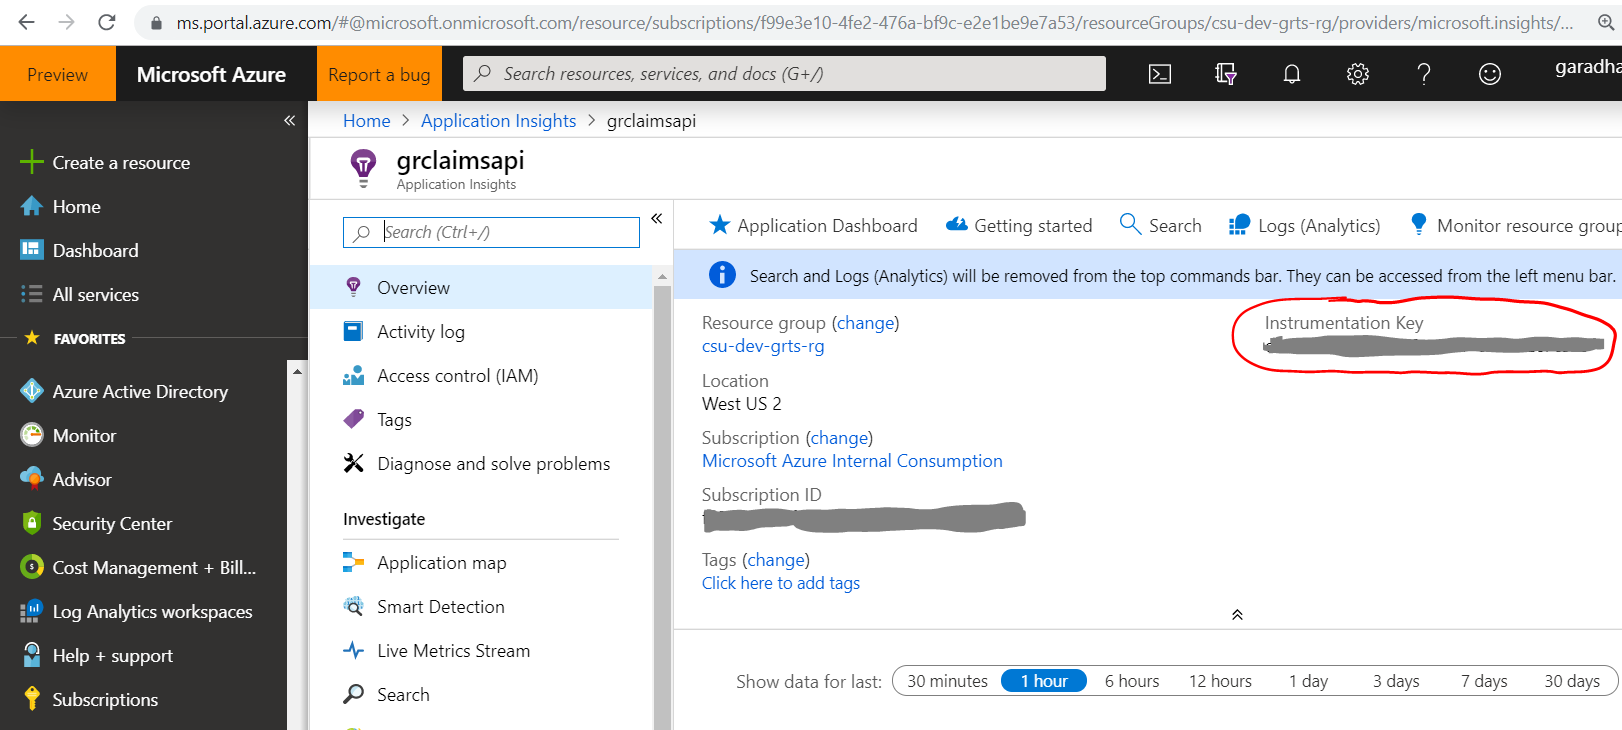 ms.portal.azure.com/#@microsoft.onmicrosoft.com/resource/subscriptions/f99e3e10-4fe2-476a-bf9c-e2e1be9e7a53/resourceGroups/csu-dev-grts-rg/providers/microsoft.insights/...
Preview
Microsoft Azure
Report a bug
Search resources, services, and docs (G+/)
garadha
«
Create a resource
Home
Dashboard
All services
FAVORITES
Azure Active Directory
Monitor
Advisor
Security Center
Cost Management + Bill...
Log Analytics workspaces
Help + support
Subscriptions
Home > Application Insights > grclaimsapi
grclaimsapi
Application Insights
Search (Ctrl+/)
«
Overview
Activity log
Access control (IAM)
Tags
Diagnose and solve problems
Investigate
Application map
Smart Detection
Live Metrics Stream
Search
Application Dashboard
Getting started
Search
Logs (Analytics)
Monitor resource group
Search and Logs (Analytics) will be removed from the top commands bar. They can be accessed from the left menu bar.
Resource group (change)
csu-dev-grts-rg
Location
West US 2
Subscription (change)
Microsoft Azure Internal Consumption
Subscription ID
Tags (change)
Click here to add tags
Instrumentation Key
Show data for last:
30 minutes
1 hour
6 hours
12 hours
1 day
3 days
7 days
30 days